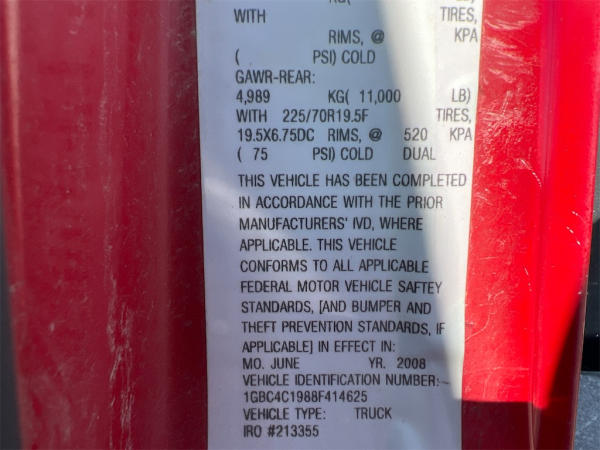 KG(
WITH TIRES,
RIMS, @ KPA
( PSI) COLD
GAWR-REAR:
4,989 KG( 11,000 LB)
WITH 225/70R19.5F TIRES,
19.5X6.75DC RIMS, @ 520 KPA
( 75 PSI) COLD DUAL
THIS VEHICLE HAS BEEN COMPLETED
IN ACCORDANCE WITH THE PRIOR
MANUFACTURERS' IVD, WHERE
APPLICABLE. THIS VEHICLE
CONFORMS TO ALL APPLICABLE
FEDERAL MOTOR VEHICLE SAFTEY
STANDARDS, [AND BUMPER AND
THEFT PREVENTION STANDARDS, IF
APPLICABLE] IN EFFECT IN:
MO. JUNE YR. 2008
VEHICLE IDENTIFICATION NUMBER:
1GBC4C1988F414625
VEHICLE TYPE: TRUCK
IRO #213355